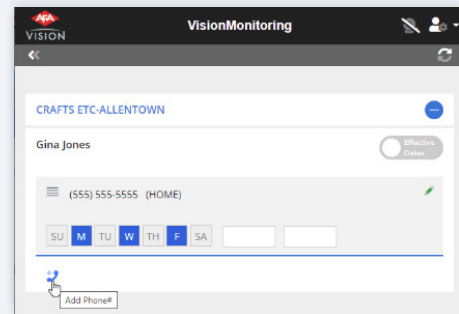 AFA
VISION
VisionMonitoring
CRAFTS ETC-ALLENTOWN
Gina Jones
Effective
Dates
(555) 555-5555 (HOME)
SU M TU W TH F SA
Add Phone#